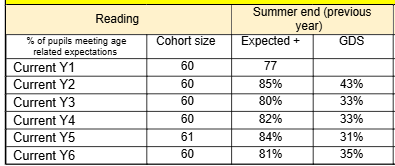 Reading Summer end (previous year)
% of pupils meeting age related expectations Cohort size Expected + GDS
Current Y1 60 77
Current Y2 60 85% 43%
Current Y3 60 80% 33%
Current Y4 60 82% 33%
Current Y5 61 84% 31%
Current Y6 60 81% 35%